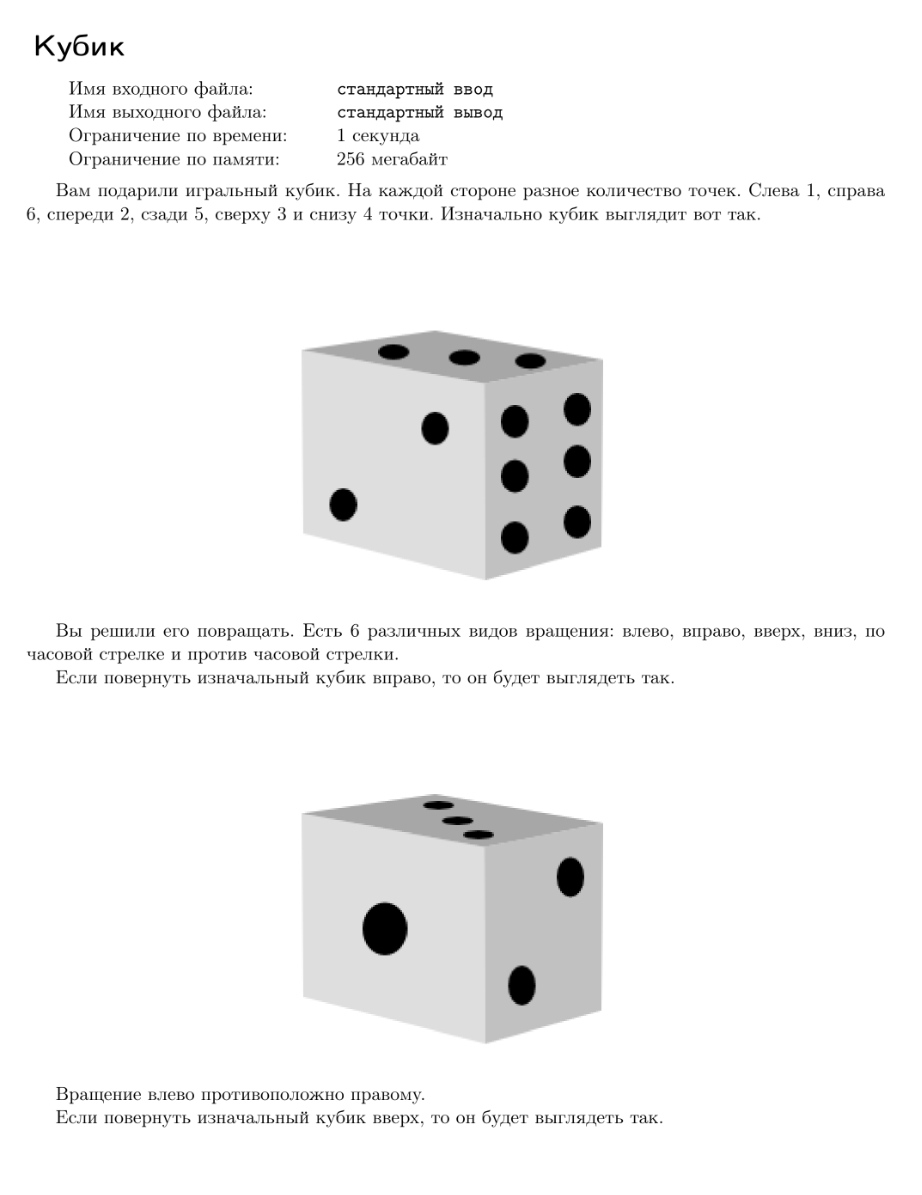 Кубик
Имя входного файла: стандартный ввод
Имя выходного файла: стандартный вывод
Ограничение по времени: 1 секунда
Ограничение по памяти: 256 мегабайт
Вам подарили игральный кубик. На каждой стороне разное количество точек. Слева 1, справа
6, спереди 2, сзади 5, сверху 3 и снизу 4 точки. Изначально кубик выглядит вот так.
Вы решили его повращать. Есть 6 различных видов вращения: влево, вправо, вверх, вниз, по
часовой стрелке и против часовой стрелки.
Если повернуть изначальный кубик вправо, то он будет выглядеть так.
Вращение влево противоположно правому.
Если повернуть изначальный кубик вверх, то он будет выглядеть так.